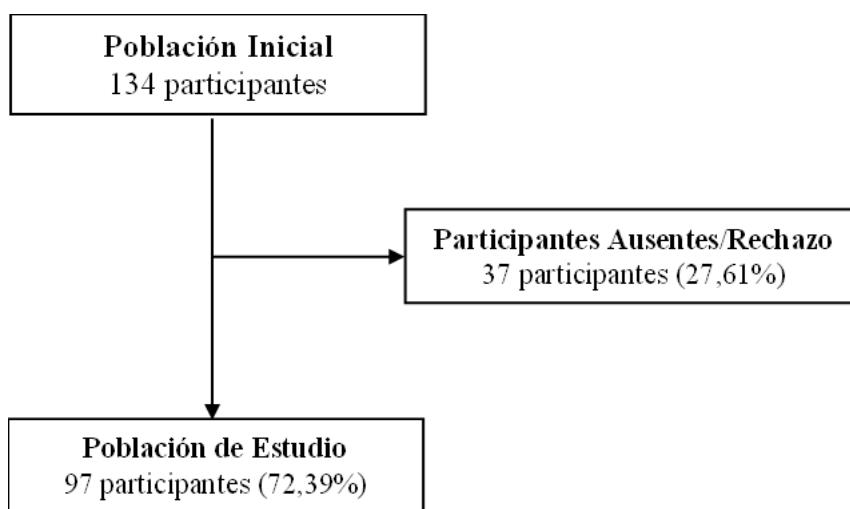 Población Inicial
134 participantes
Participantes Ausentes/Rechazo
37 participantes (27,61%)
Población de Estudio
97 participantes (72,39%)